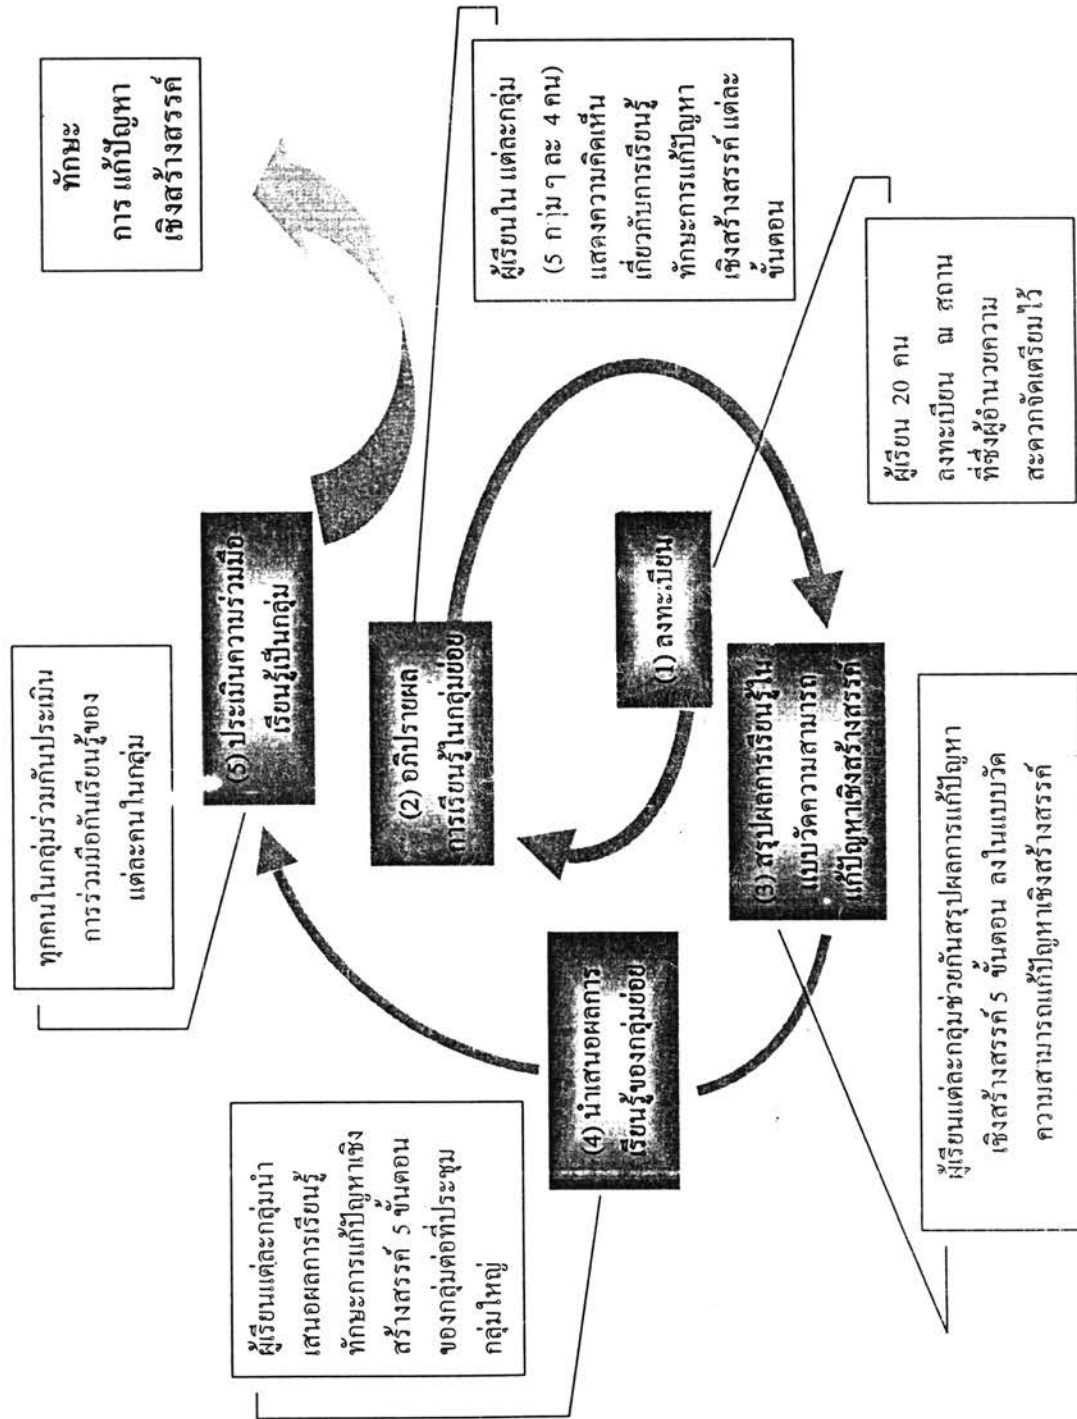 ทักษะ
การ แก้ปัญหา
เชิงสร้างสรรค์
ผู้เรียนใน แต่ละกลุ่ม
(5 กลุ่ม ๆ ละ 4 คน)
แสดงความคิดเห็น
เกี่ยวกับการเรียนรู้
ทักษะการแก้ปัญหา
เชิงสร้างสรรค์ แต่ละ
ขั้นตอน
ผู้เรียน 20 คน
ลงทะเบียน ณ สถาน
ที่ซึ่งผู้อำนวยความ
สะดวกจัดเตรียมไว้
(1) ลงทะเบียน
(2) อภิปรายผล
การเรียนรู้ในกลุ่มย่อย
(3) สรุปผลการเรียนรู้ใน
แบบวัดความสามารถ
แก้ปัญหาเชิงสร้างสรรค์
(4) นำเสนอผลการ
เรียนรู้ของกลุ่มย่อย
(5) ประเมินความร่วมมือ
เรียนรู้เป็นกลุ่ม
ทุกคนในกลุ่มร่วมกันประเมิน
การร่วมมือกันเรียนรู้ของ
แต่ละคนในกลุ่ม
ผู้เรียนแต่ละกลุ่มนำ
เสนอผลการเรียนรู้
ทักษะการแก้ปัญหาเชิง
สร้างสรรค์ 5 ขั้นตอน
ของกลุ่มต่อที่ประชุม
กลุ่มใหญ่
ผู้เรียนแต่ละกลุ่มช่วยกันสรุปผลการแก้ปัญหา
เชิงสร้างสรรค์ 5 ขั้นตอน ลงในแบบวัด
ความสามารถแก้ปัญหาเชิงสร้างสรรค์